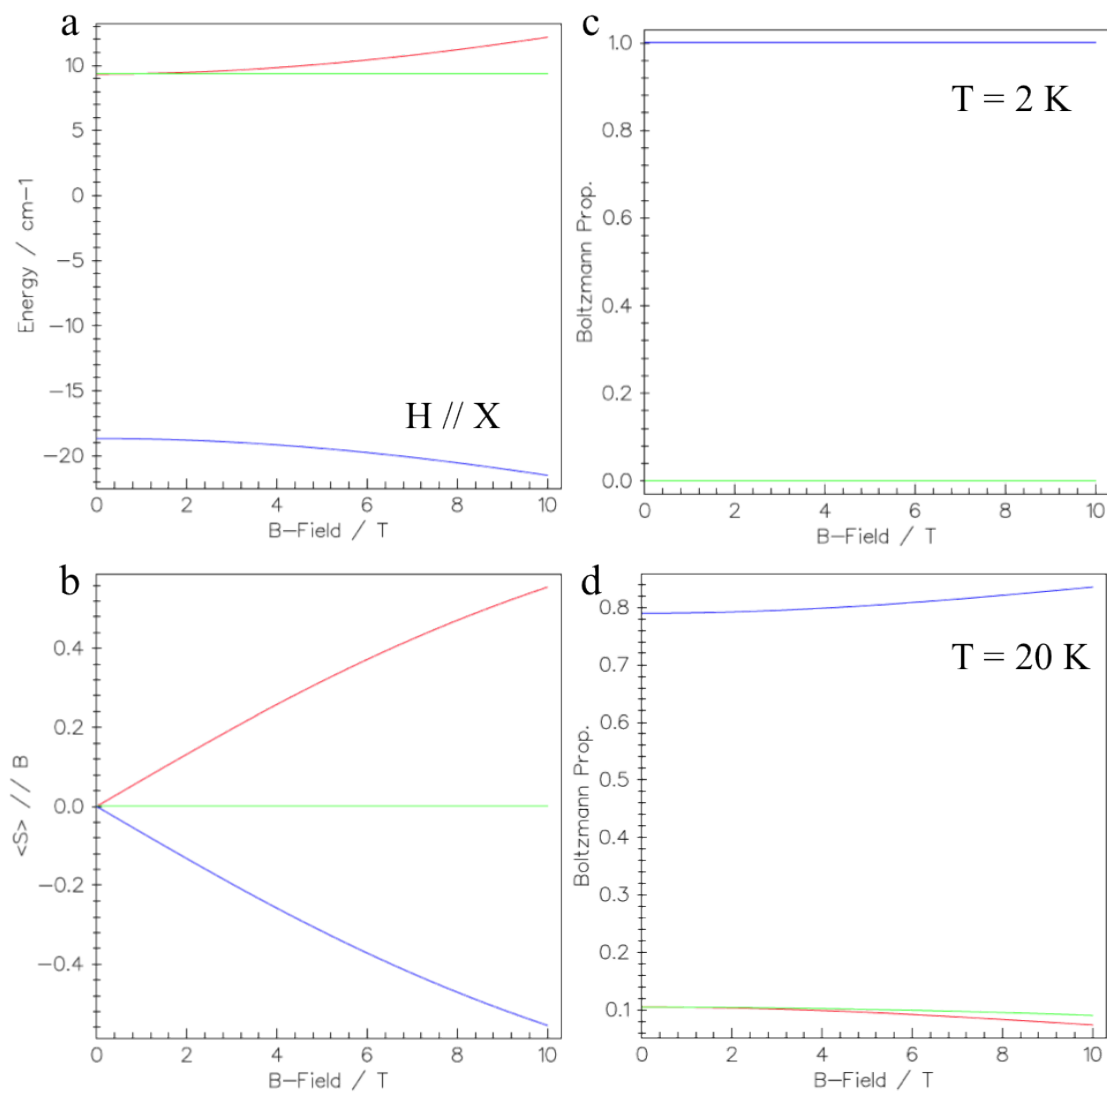 a
10
5
0
−5
−10
−15
−20
Energy / cm−1
H // X
0 2 4 6 8 10
B−Field / T
c
1.0
0.8
0.6
0.4
0.2
0.0
Boltzmann Prop.
T = 2 K
0 2 4 6 8 10
B−Field / T
b
0.4
0.2
0.0
−0.2
−0.4
<S> // B
0 2 4 6 8 10
B−Field / T
d
0.8
0.7
0.6
0.5
0.4
0.3
0.2
0.1
Boltzmann Prop.
T = 20 K
0 2 4 6 8 10
B−Field / T